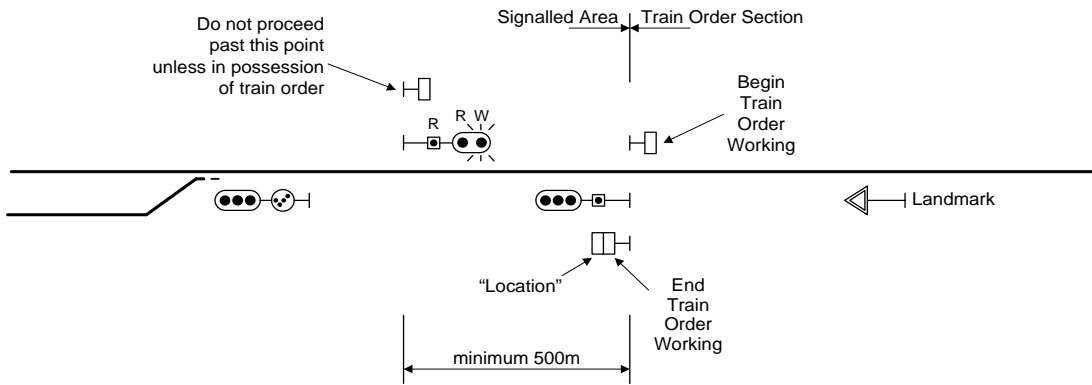 Signalled Area
Train Order Section
Do not proceed
past this point
unless in possession
of train order
Begin
Train
Order
Working
R
R W
Landmark
“Location”
End
Train
Order
Working
minimum 500m